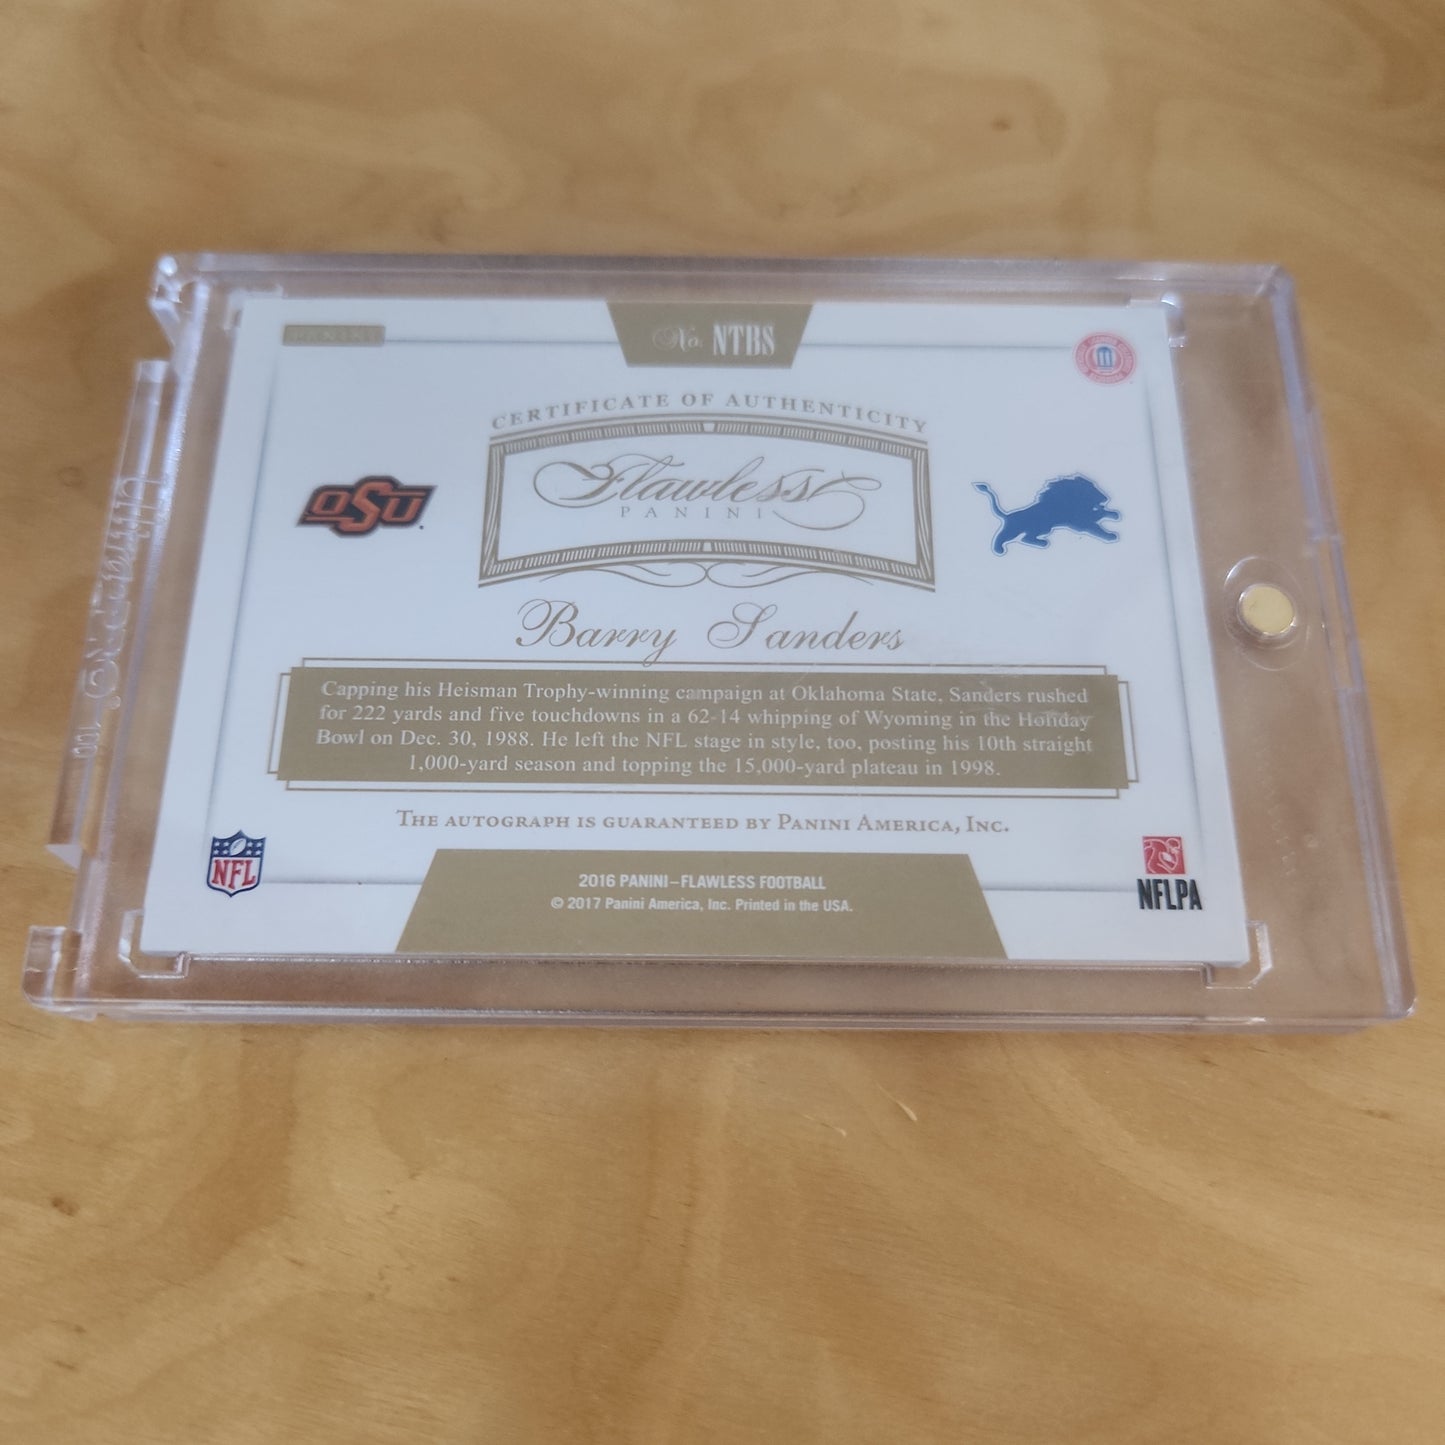 PANINI
No. NTBS
CERTIFICATE OF AUTHENTICITY
Flawless
PANINI
OSU
Barry Sanders
Capping his Heisman Trophy-winning campaign at Oklahoma State, Sanders rushed
for 222 yards and five touchdowns in a 62-14 whipping of Wyoming in the Holiday
Bowl on Dec. 30, 1988. He left the NFL stage in style, too, posting his 10th straight
1,000-yard season and topping the 15,000-yard plateau in 1998.
THE AUTOGRAPH IS GUARANTEED BY PANINI AMERICA, INC.
NFL
NFLPA
2016 PANINI–FLAWLESS FOOTBALL
© 2017 Panini America, Inc. Printed in the USA.
ULTRA PRO® 100